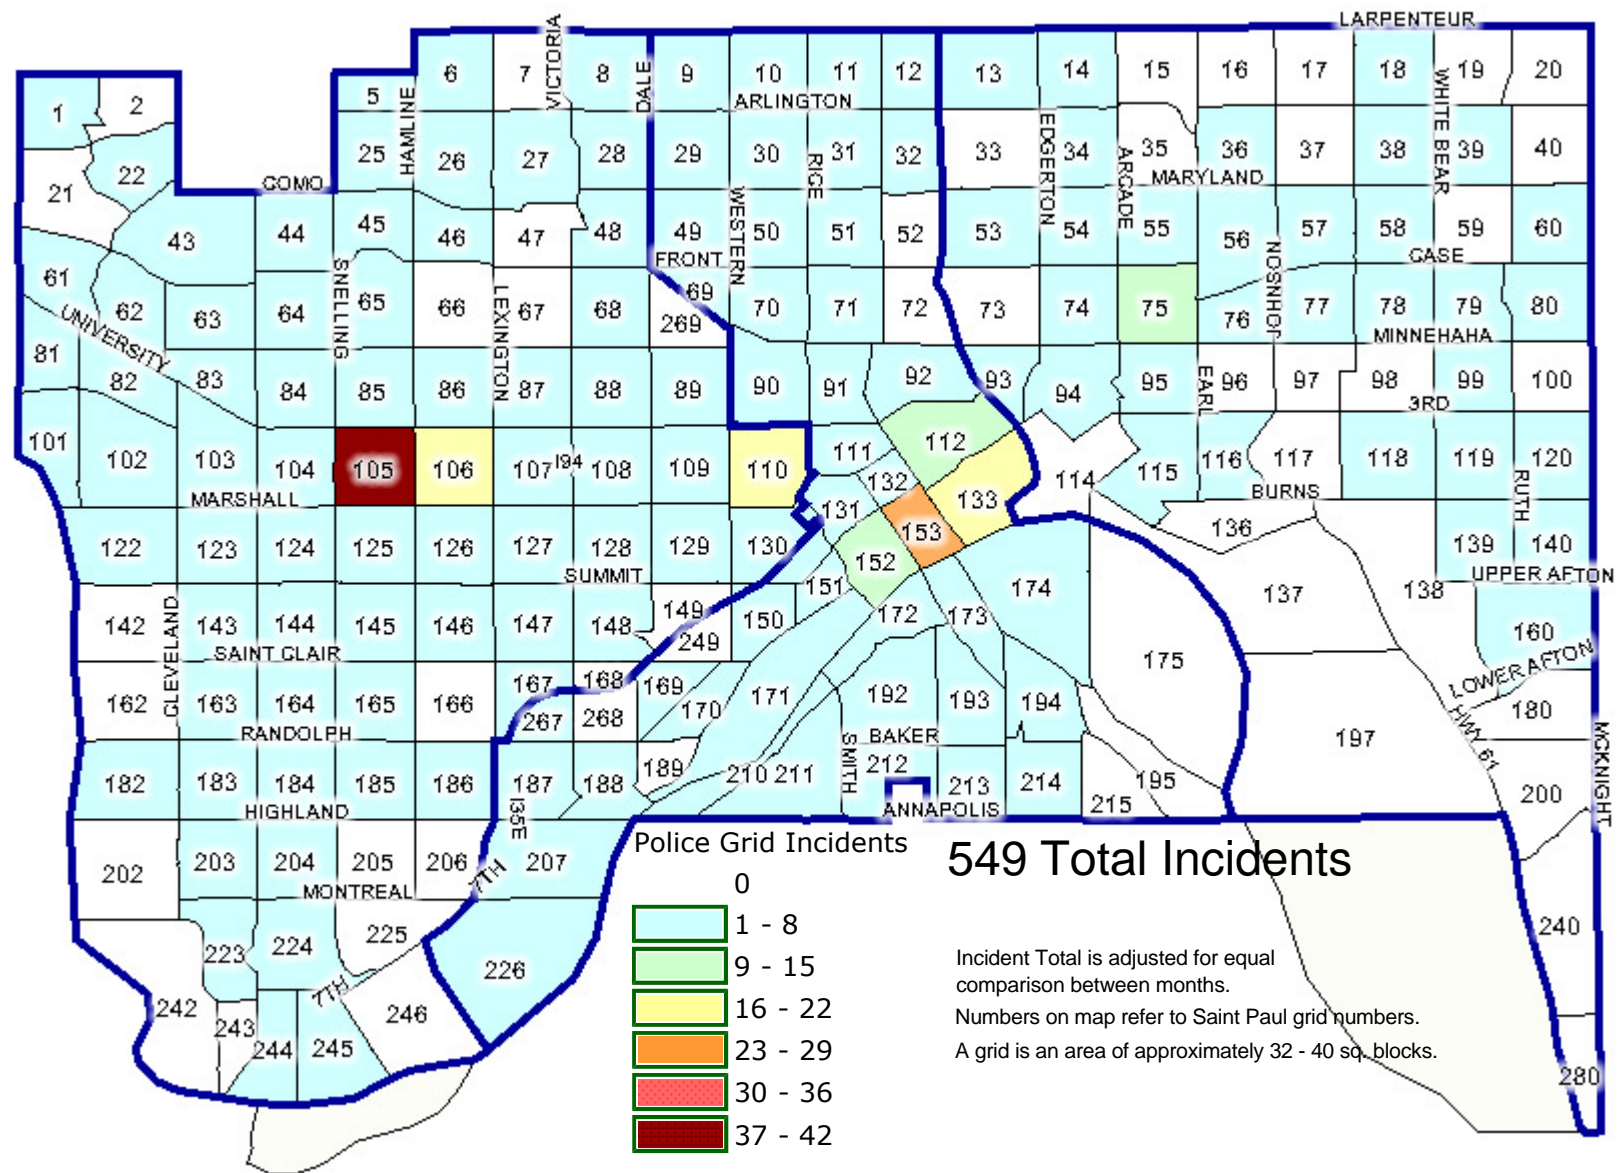 LARPENTEUR
6 7 VICTORIA 8 DALE 9 10 11 12 13 14 15 16 17 18 WHITE BEAR 19 20
1 2 5 HAMLINE ARLINGTON
22 25 26 27 28 29 30 RICE 31 32 33 EDGERTON 34 ARCADE 35 36 37 38 39 40
21 COMO WESTERN MARYLAND
43 44 45 46 47 48 49 50 51 52 53 54 55 56 JOHNSON 57 58 59 60
FRONT CASE
61 62 63 64 SNELLING 65 66 LEXINGTON 67 68 69 269 70 71 72 73 74 75 76 77 78 79 80
UNIVERSITY MINNEHAHA
81 82 83 84 85 86 87 88 89 90 91 92 93 94 95 EARL 96 97 98 99 100
3RD
101 102 103 104 105 106 107 I94 108 109 110 111 112 114 115 116 117 118 119 RUTH 120
MARSHALL BURNS
132 131 133
122 123 124 125 126 127 128 129 130 152 153 136 139 140
SUMMIT UPPER AFTON
151 174 137 138
142 CLEVELAND 143 144 145 146 147 148 149 249 150 172 173 160
SAINT CLAIR 175 LOWER AFTON
162 163 164 165 166 167 267 168 268 169 170 171 192 193 194 180
RANDOLPH SMITH BAKER 197 HWY 61 MCKNIGHT
182 183 184 185 186 187 188 189 210 211 212 213 214 195 215 200
HIGHLAND I35E ANNAPOLIS
202 203 204 205 206 7TH 207
MONTREAL
223 224 225 226 240
7TH
242 243 244 245 246 280
Police Grid Incidents
0
1 - 8
9 - 15
16 - 22
23 - 29
30 - 36
37 - 42
549 Total Incidents
Incident Total is adjusted for equal
comparison between months.
Numbers on map refer to Saint Paul grid numbers.
A grid is an area of approximately 32 - 40 sq. blocks.